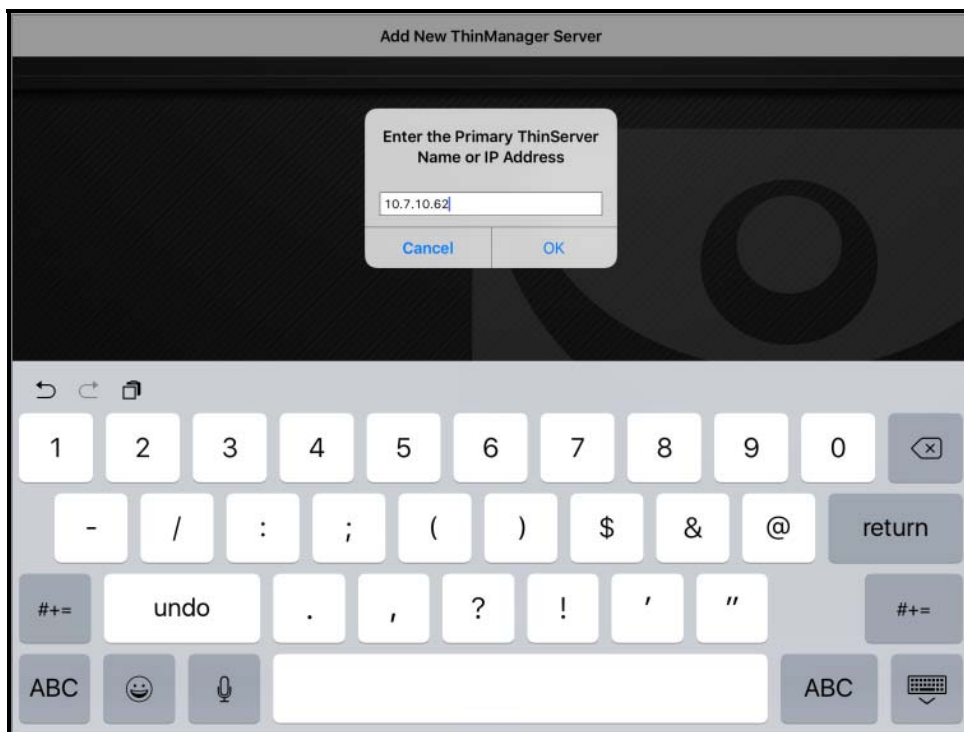 Add New ThinManager Server
Enter the Primary ThinServer
Name or IP Address
10.7.10.62
Cancel OK
1 2 3 4 5 6 7 8 9 0
- / : ; ( ) $ & @ return
#+= undo . , ? ! ' " #+=
ABC ABC